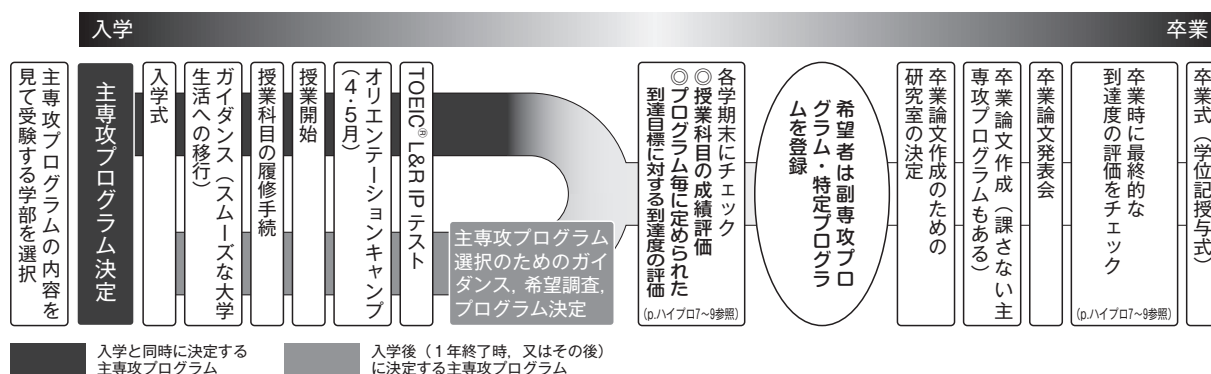 入学
卒業
主専攻プログラムの内容を
見て受験する学部を選択
主専攻プログラム決定
入学式
ガイダンス（スムーズな大学
生活への移行）
授業科目の履修手続
授業開始
オリエンテーションキャンプ
（4・5月）
TOEIC® L&R IP テスト
主専攻プログラム
選択のためのガイ
ダンス，希望調査，
プログラム決定
各学期末にチェック
◎授業科目の成績評価
◎プログラム毎に定められた
到達目標に対する到達度の評価
(p.ハイプロ7～9参照)
希望者は副専攻プロ
グラム・特定プログラ
ムを登録
卒業論文作成のための
研究室の決定
卒業論文作成（課さない主
専攻プログラムもある）
卒業論文発表会
卒業時に最終的な
到達度の評価をチェック
(p.ハイプロ7～9参照)
卒業式（学位記授与式）
入学と同時に決定する
主専攻プログラム
入学後（1年終了時，又はその後）
に決定する主専攻プログラム